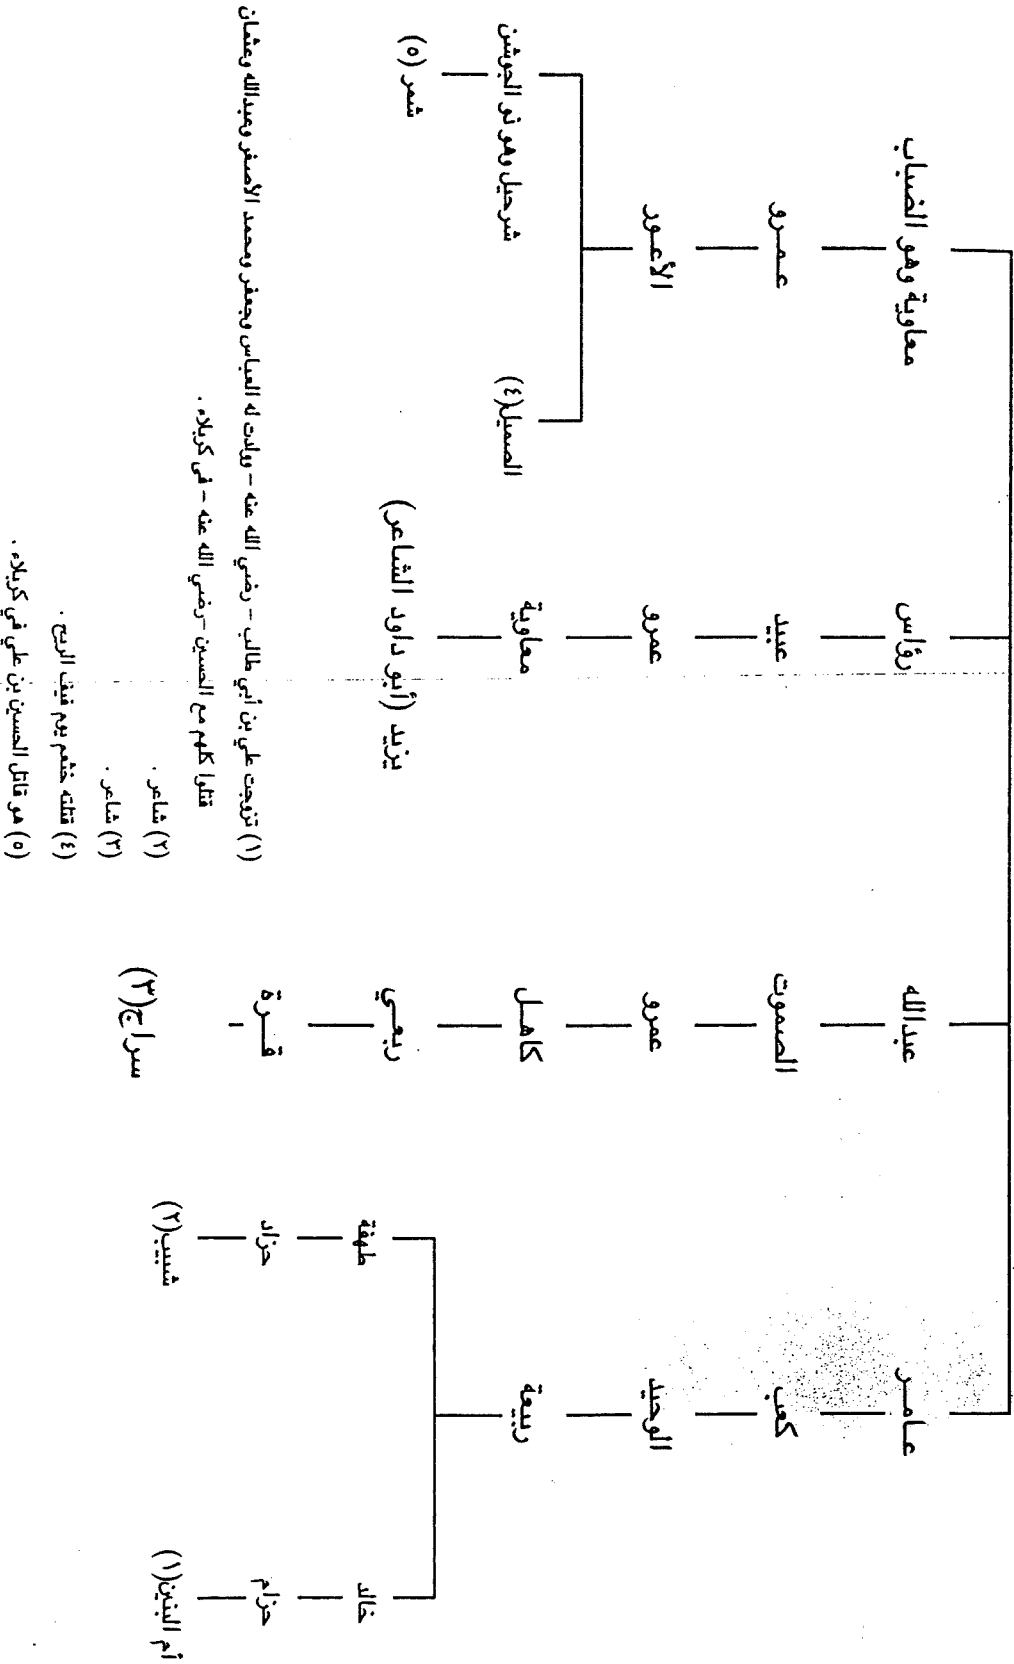 عامر عبدالله رؤاس معاوية وهو الضباب
كعب الصموت عبيد عمرو
الوحيد عمرو عمرو الأعور
ربيعة كاهل معاوية الصميل(٤) شرحيل وهو ذو الجوشن
خالد طهفة ربعي يزيد (أبو داود الشاعر) شمر (٥)
حزام حزاد قرة
أم البنين(١) شبيب(٢) سراج(٣)
(١) تزوجت علي بن أبي طالب - رضي الله عنه - وولدت له العباس وجعفر ومحمد الأصغر وعبدالله وعثمان
قتلوا كلهم مع الحسين - رضي الله عنه - في كربلاء .
(٢) شاعر .
(٣) شاعر .
(٤) قتلته خثعم يوم فيف الريح .
(٥) هو قاتل الحسين بن علي في كربلاء .